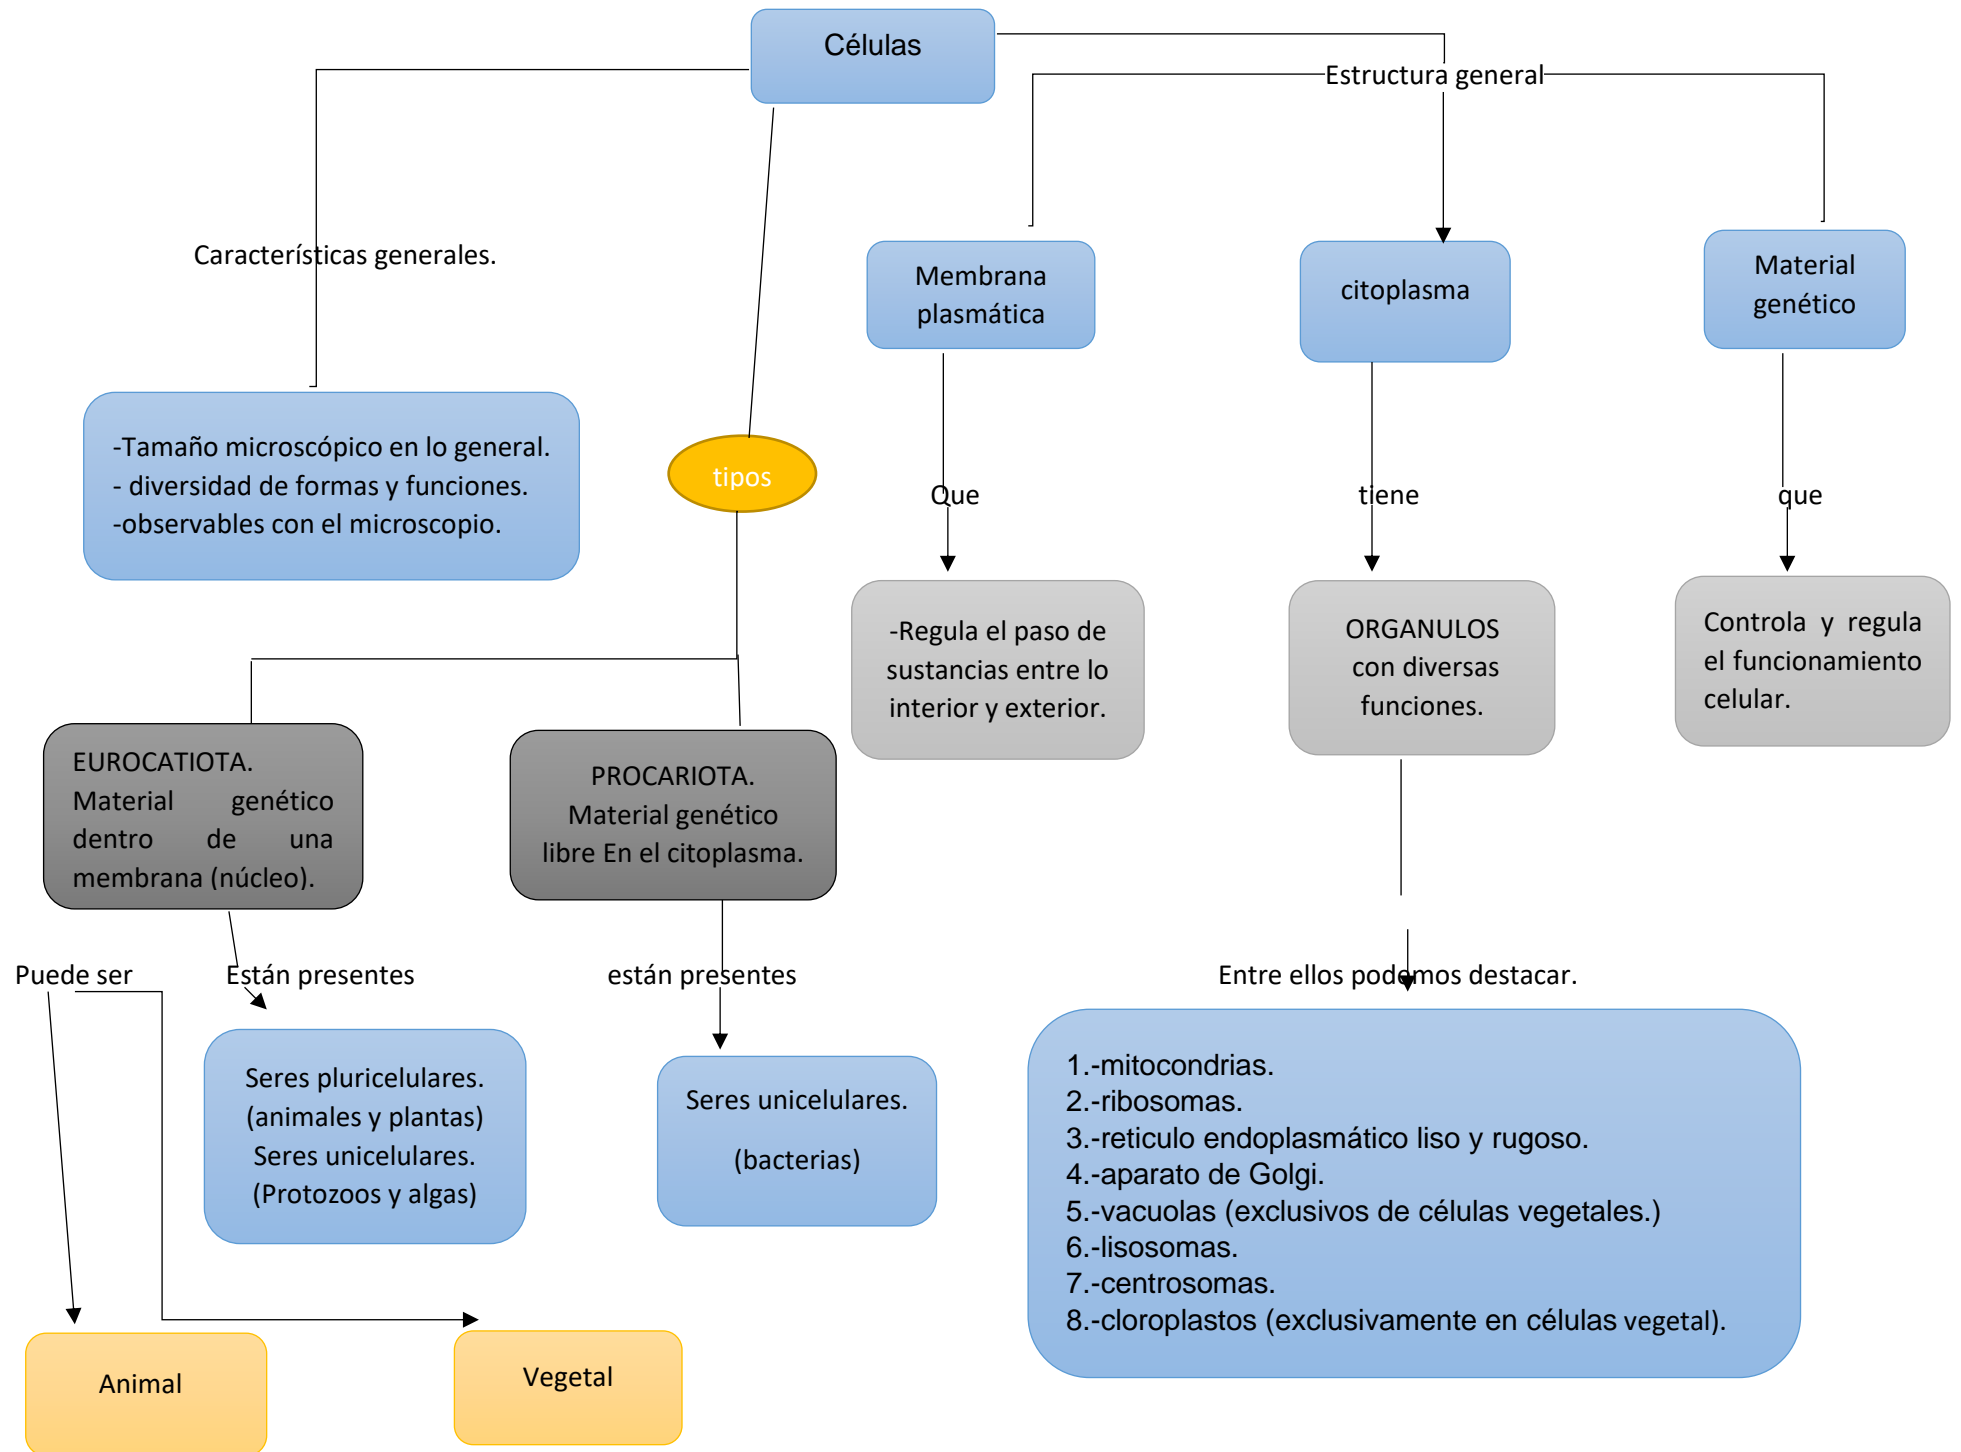 Células
Estructura general
Características generales.
Membrana
plasmática
citoplasma
Material
genético
-Tamaño microscópico en lo general.
- diversidad de formas y funciones.
-observables con el microscopio.
tipos
Que
tiene
que
-Regula el paso de
sustancias entre lo
interior y exterior.
ORGANULOS
con diversas
funciones.
Controla y regula
el funcionamiento
celular.
EUROCATIOTA.
Material genético
dentro de una
membrana (núcleo).
PROCARIOTA.
Material genético
libre En el citoplasma.
Puede ser
Están presentes
están presentes
Entre ellos podemos destacar.
Seres pluricelulares.
(animales y plantas)
Seres unicelulares.
(Protozoos y algas)
Seres unicelulares.
(bacterias)
1.-mitocondrias.
2.-ribosomas.
3.-reticulo endoplasmático liso y rugoso.
4.-aparato de Golgi.
5.-vacuolas (exclusivos de células vegetales.)
6.-lisosomas.
7.-centrosomas.
8.-cloroplastos (exclusivamente en células vegetal).
Animal
Vegetal